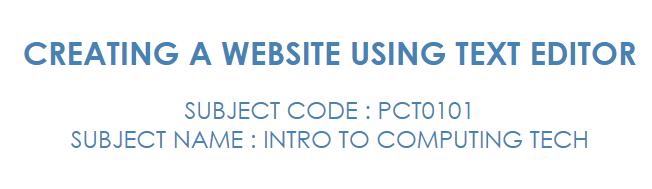 CREATING A WEBSITE USING TEXT EDITOR
SUBJECT CODE : PCT0101
SUBJECT NAME : INTRO TO COMPUTING TECH